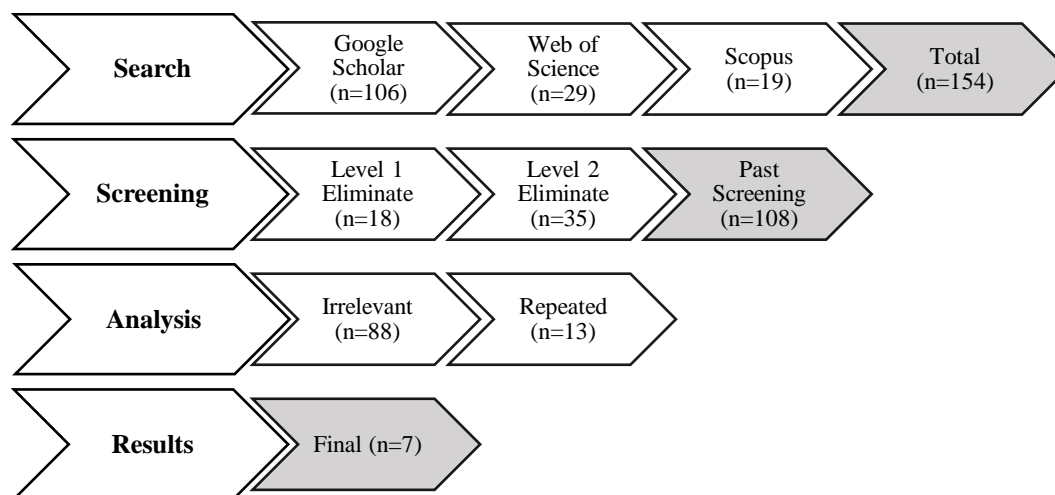 Search
Google
Scholar
(n=106)
Web of
Science
(n=29)
Scopus
(n=19)
Total
(n=154)
Screening
Level 1
Eliminate
(n=18)
Level 2
Eliminate
(n=35)
Past
Screening
(n=108)
Analysis
Irrelevant
(n=88)
Repeated
(n=13)
Results
Final (n=7)